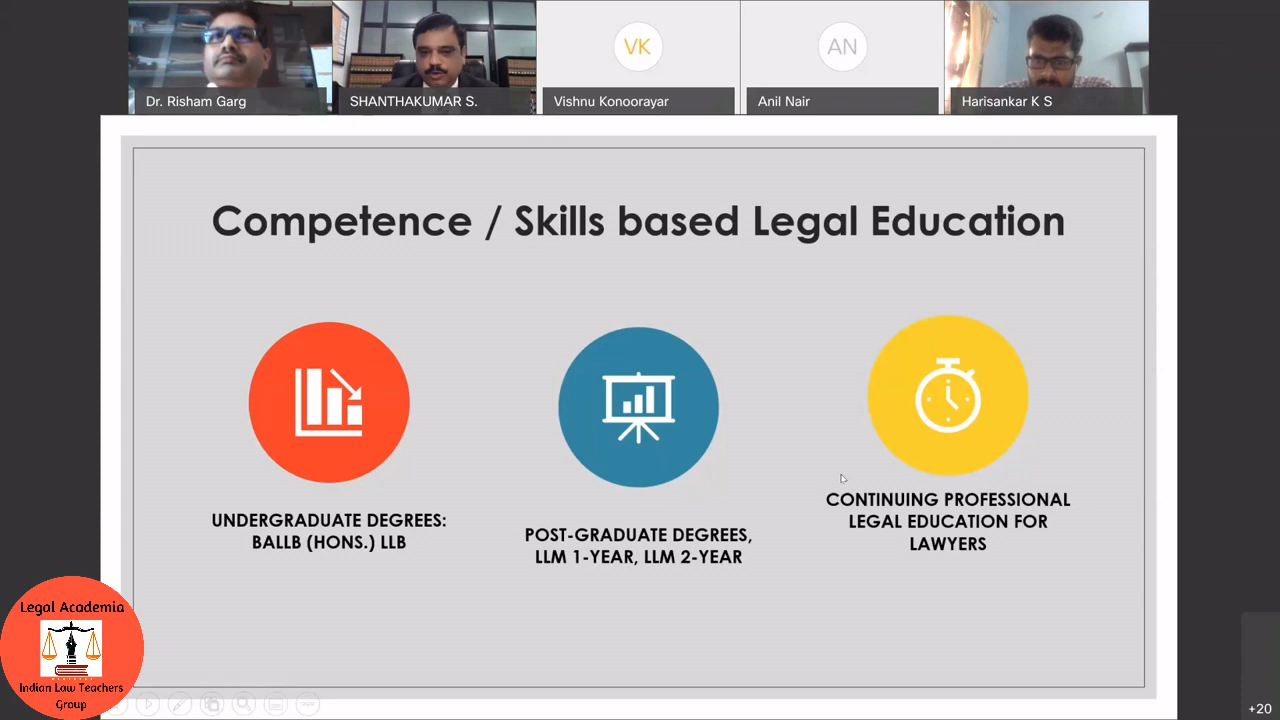 VK
AN
Dr. Risham Garg
SHANTHAKUMAR S.
Vishnu Konoorayar
Anil Nair
Harisankar K S
Competence / Skills based Legal Education
UNDERGRADUATE DEGREES:
BALLB (HONS.) LLB
POST-GRADUATE DEGREES,
LLM 1-YEAR, LLM 2-YEAR
CONTINUING PROFESSIONAL
LEGAL EDUCATION FOR
LAWYERS
Legal Academia
Indian Law Teachers
Group
+20